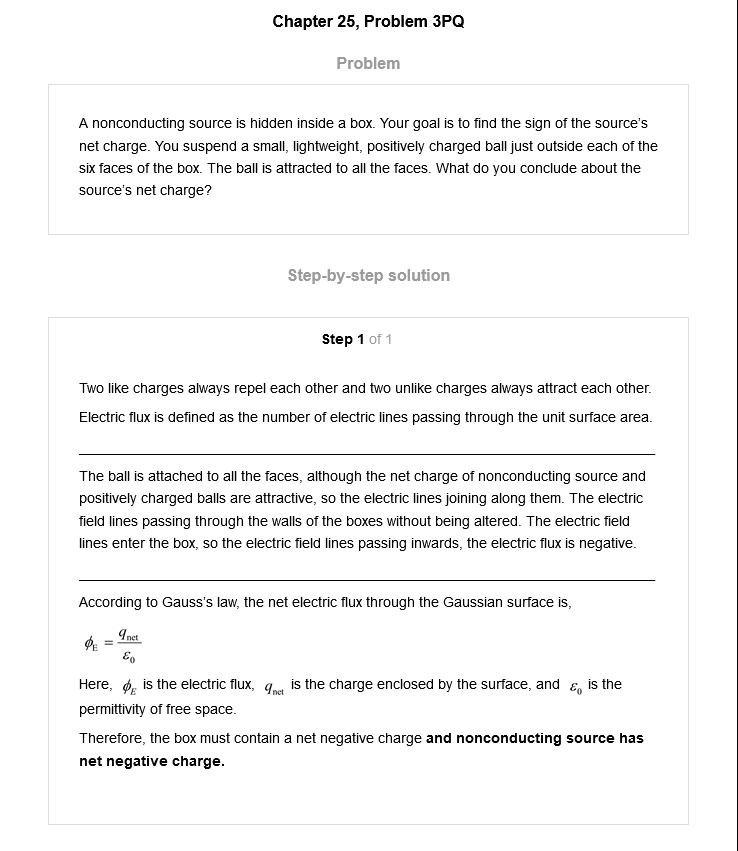 Chapter 25, Problem 3PQ
Problem
A nonconducting source is hidden inside a box. Your goal is to find the sign of the source's
net charge. You suspend a small, lightweight, positively charged ball just outside each of the
six faces of the box. The ball is attracted to all the faces. What do you conclude about the
source's net charge?
Step-by-step solution
Step 1 of 1
Two like charges always repel each other and two unlike charges always attract each other.
Electric flux is defined as the number of electric lines passing through the unit surface area.
The ball is attached to all the faces, although the net charge of nonconducting source and
positively charged balls are attractive, so the electric lines joining along them. The electric
field lines passing through the walls of the boxes without being altered. The electric field
lines enter the box, so the electric field lines passing inwards, the electric flux is negative.
According to Gauss's law, the net electric flux through the Gaussian surface is,
ϕ_E = q_net / ε_0
Here, ϕ_E is the electric flux, q_net is the charge enclosed by the surface, and ε_0 is the
permittivity of free space.
Therefore, the box must contain a net negative charge and nonconducting source has
net negative charge.